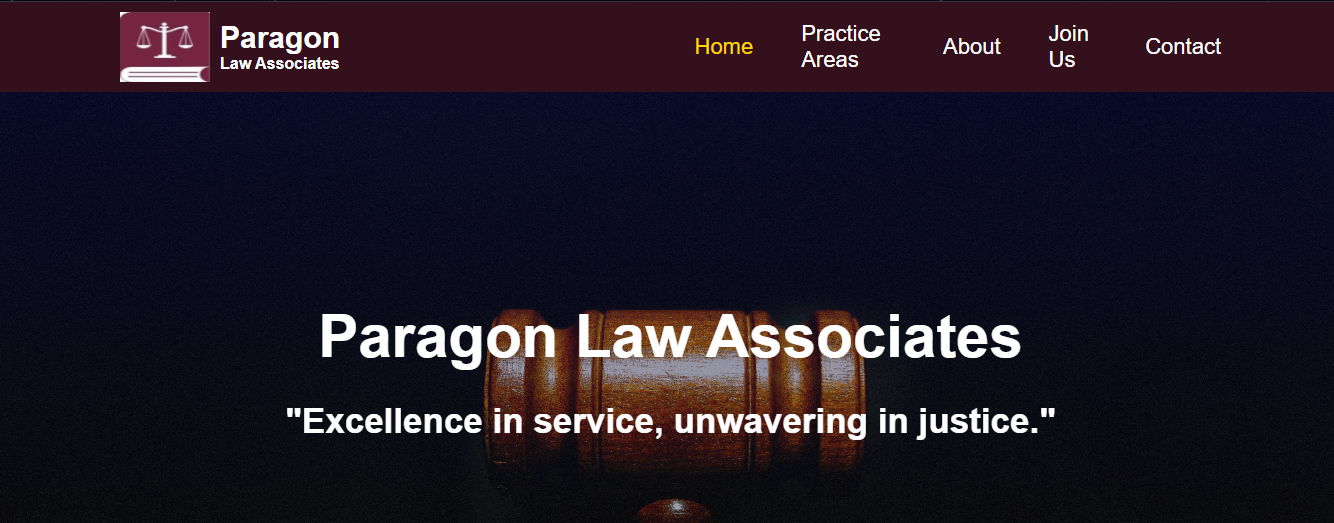 Paragon
Law Associates
Home
Practice
Areas
About
Join
Us
Contact
Paragon Law Associates
"Excellence in service, unwavering in justice."